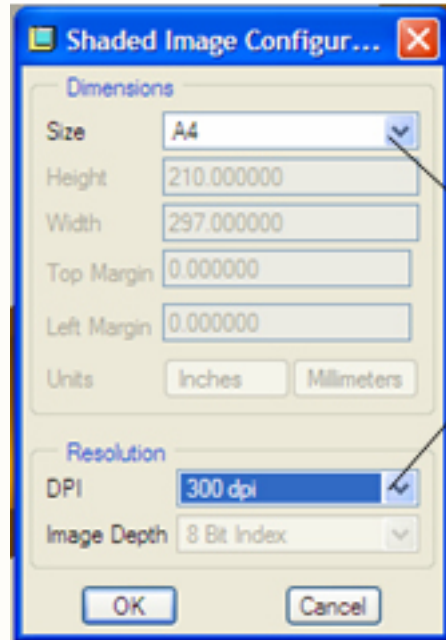 Shaded Image Configur...
Dimensions
Size A4
Height 210.000000
Width 297.000000
Top Margin 0.000000
Left Margin 0.000000
Units Inches Millimeters
Resolution
DPI 300 dpi
Image Depth 8 Bit Index
OK Cancel